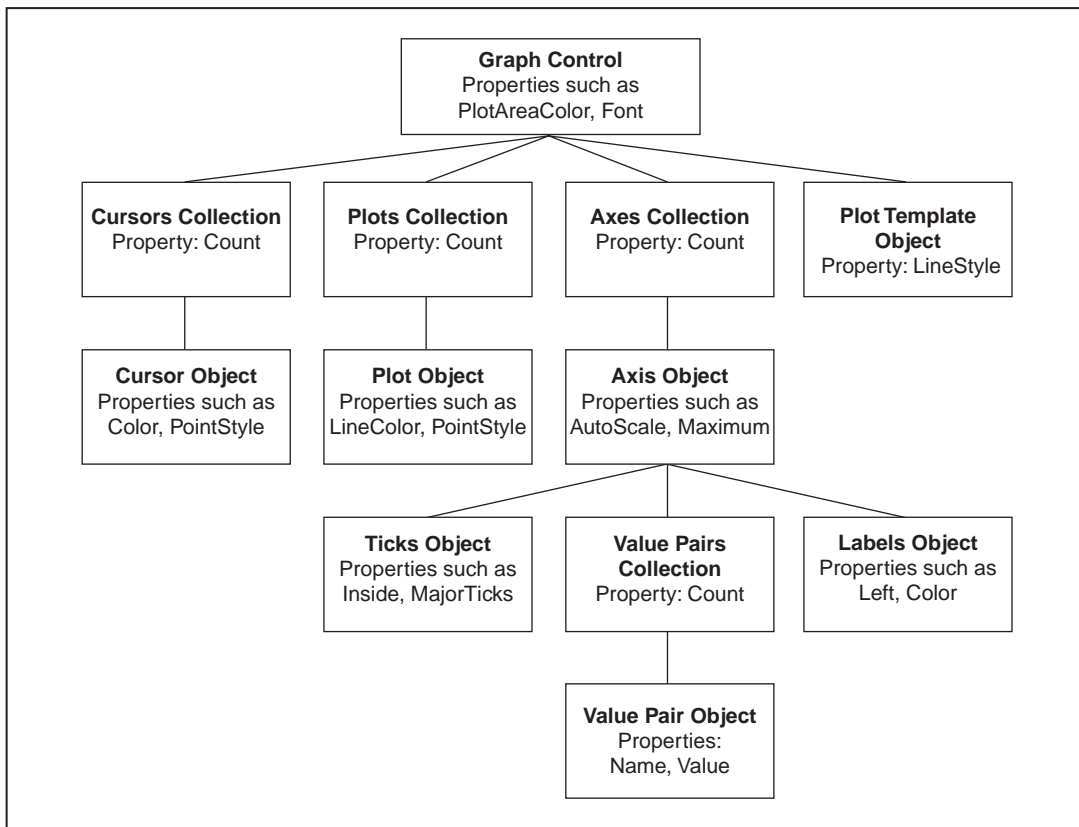 Graph Control
Properties such as
PlotAreaColor, Font
Cursors Collection
Property: Count
Plots Collection
Property: Count
Axes Collection
Property: Count
Plot Template
Object
Property: LineStyle
Cursor Object
Properties such as
Color, PointStyle
Plot Object
Properties such as
LineColor, PointStyle
Axis Object
Properties such as
AutoScale, Maximum
Ticks Object
Properties such as
Inside, MajorTicks
Value Pairs
Collection
Property: Count
Labels Object
Properties such as
Left, Color
Value Pair Object
Properties:
Name, Value